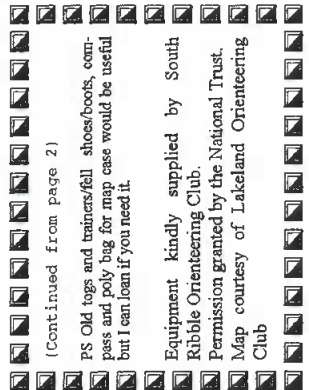 (Continued from page 2)
PS Old togs and trainers/fell shoes/boots, com-
pass and poly bag for map case would be useful
but I can loan if you need it.
Equipment kindly supplied by South
Ribble Orienteering Club.
Permission granted by the National Trust.
Map courtesy of Lakeland Orienteering
Club